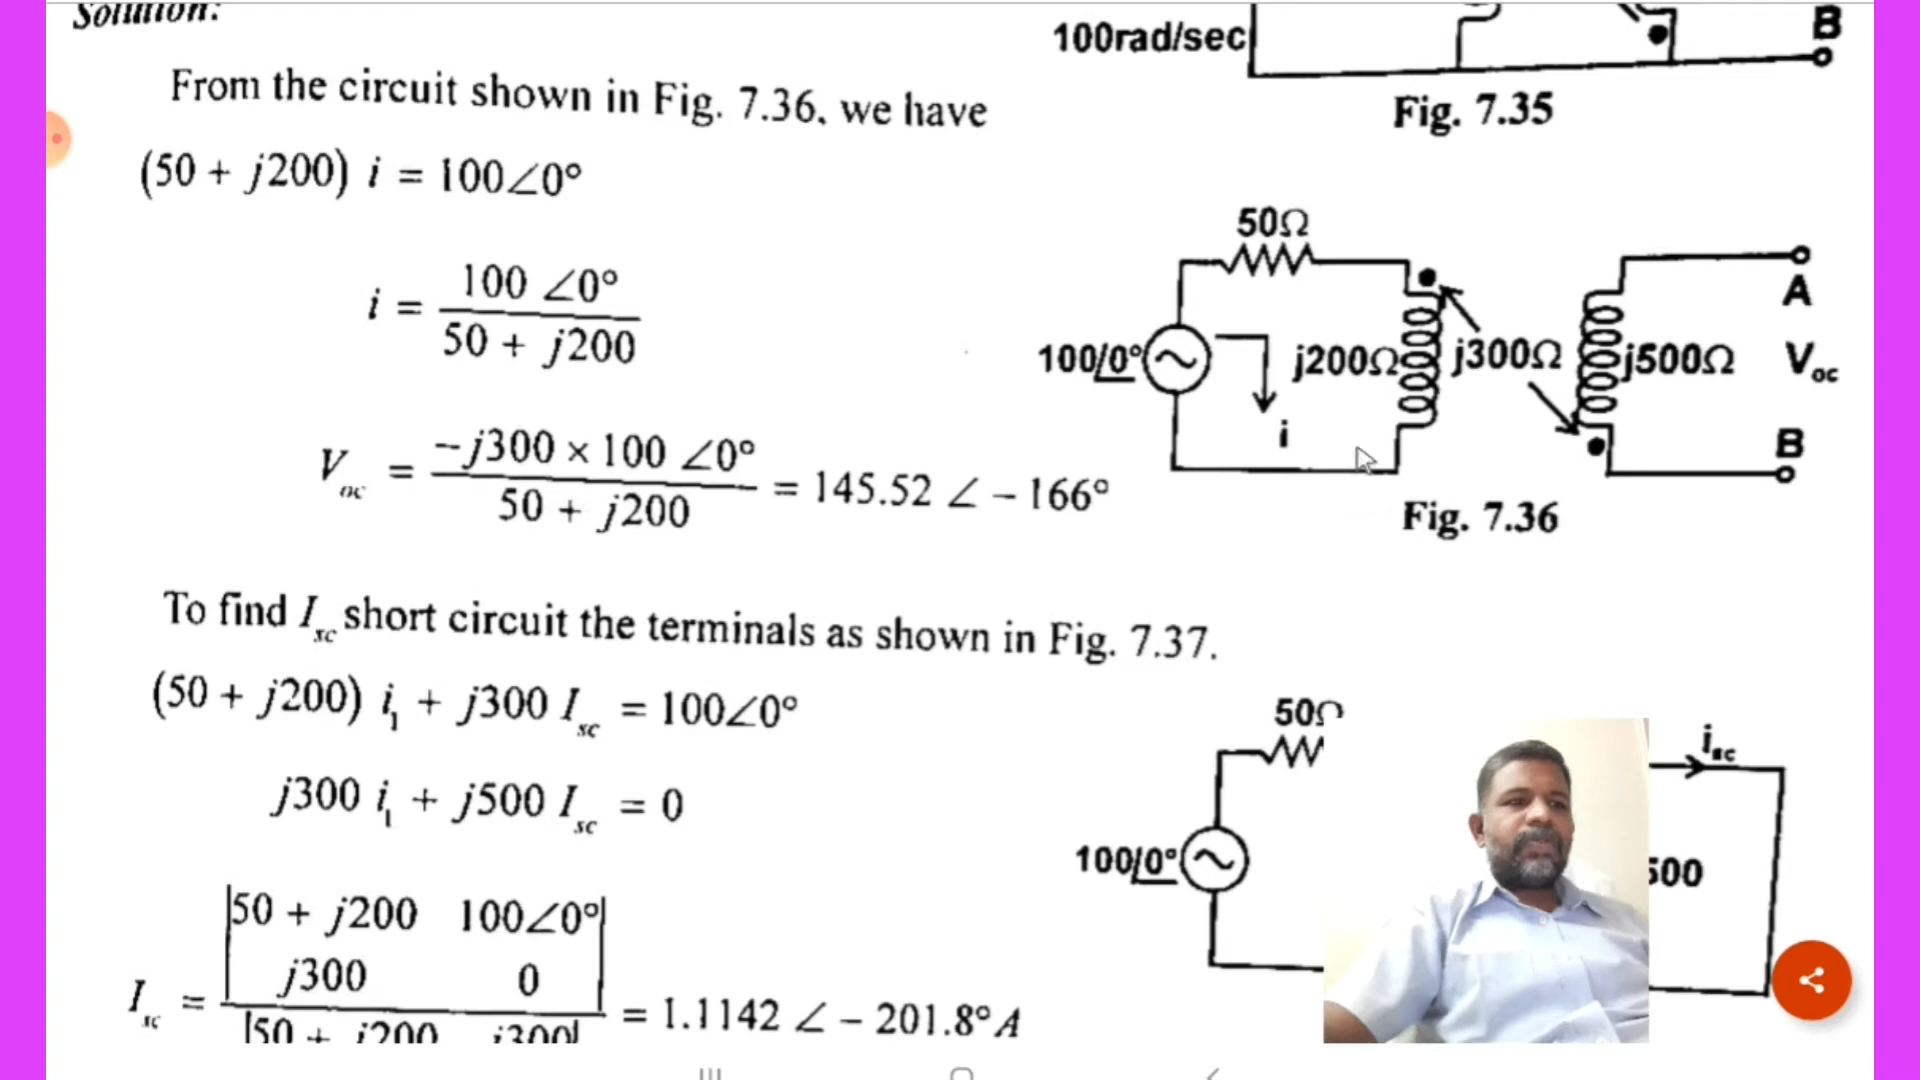 Solution:
From the circuit shown in Fig. 7.36, we have
(50 + j200) i = 100∠0°
i = 100 ∠0° / 50 + j200
V_oc = −j300 × 100 ∠0° / 50 + j200 = 145.52 ∠ − 166°
To find I_sc short circuit the terminals as shown in Fig. 7.37.
(50 + j200) i_1 + j300 I_sc = 100∠0°
j300 i_1 + j500 I_sc = 0
|50 + j200 100∠0°|
|j300 0|
I_sc = = 1.1142 ∠ − 201.8° A
|50 + j200 j300|
100rad/sec
B
Fig. 7.35
50Ω
100/0°
j200Ω
j300Ω
j500Ω
A
V_oc
B
i
Fig. 7.36
50Ω
i_sc
100/0°
500